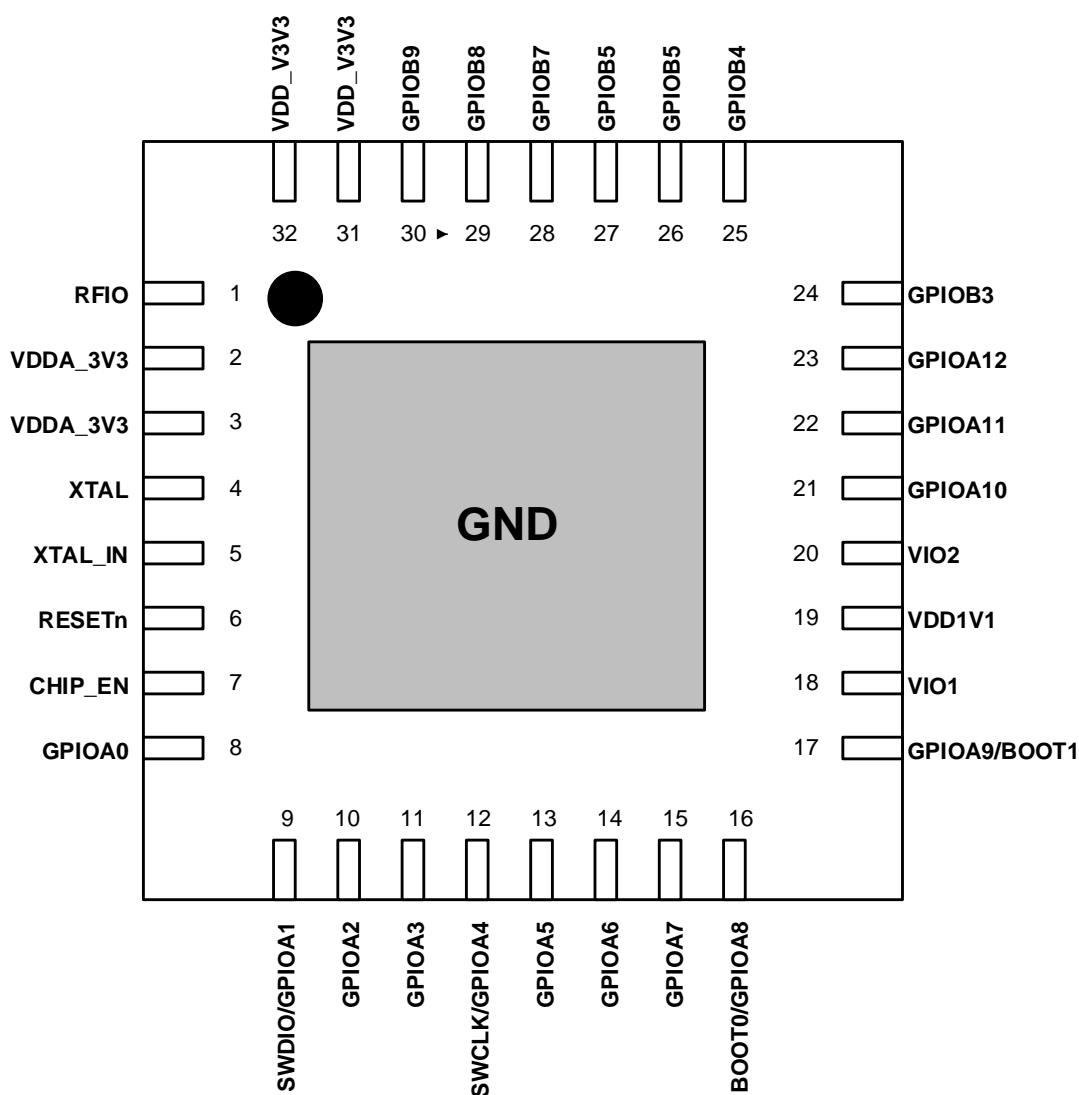 VDD_V3V3
VDD_V3V3
GPIOB9
GPIOB8
GPIOB7
GPIOB5
GPIOB5
GPIOB4
32 31 30 29 28 27 26 25
RFIO 1
VDDA_3V3 2
VDDA_3V3 3
XTAL 4
XTAL_IN 5
RESETn 6
CHIP_EN 7
GPIOA0 8
GND
24 GPIOB3
23 GPIOA12
22 GPIOA11
21 GPIOA10
20 VIO2
19 VDD1V1
18 VIO1
17 GPIOA9/BOOT1
9 10 11 12 13 14 15 16
SWDIO/GPIOA1
GPIOA2
GPIOA3
SWCLK/GPIOA4
GPIOA5
GPIOA6
GPIOA7
BOOT0/GPIOA8